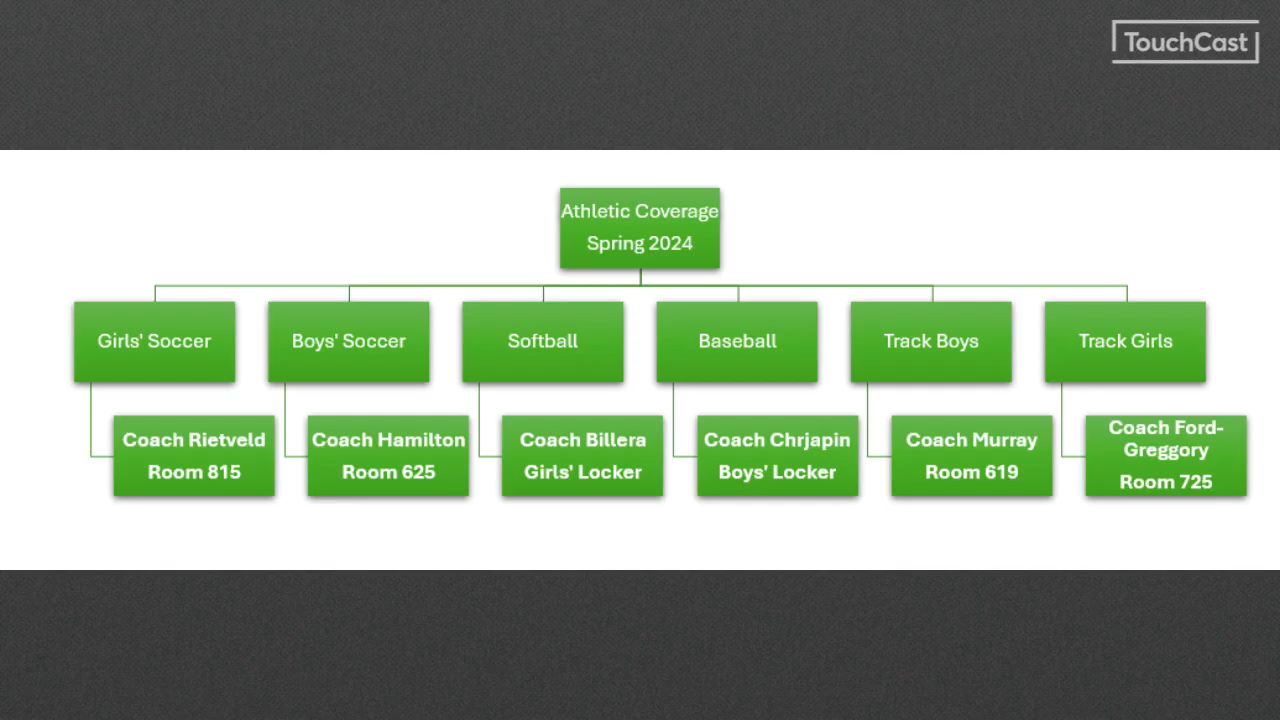 TouchCast
Athletic Coverage
Spring 2024
Girls' Soccer
Boys' Soccer
Softball
Baseball
Track Boys
Track Girls
Coach Rietveld
Room 815
Coach Hamilton
Room 625
Coach Billera
Girls' Locker
Coach Chrjapin
Boys' Locker
Coach Murray
Room 619
Coach Ford-
Greggory
Room 725